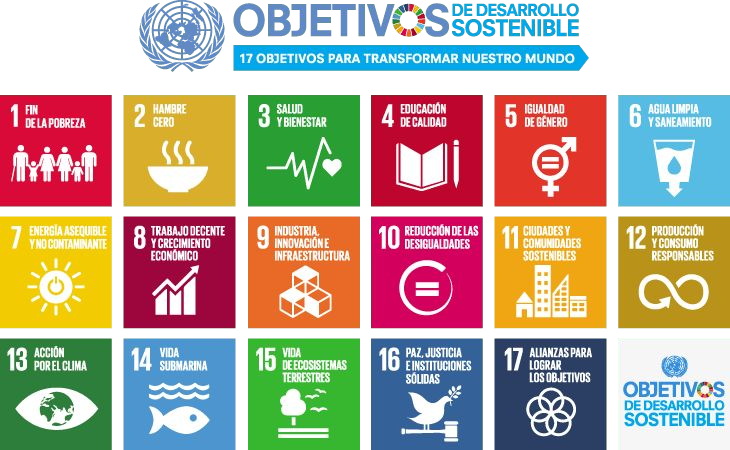 OBJETIVOS
DE DESARROLLO
SOSTENIBLE
17 OBJETIVOS PARA TRANSFORMAR NUESTRO MUNDO
1 FIN
DE LA POBREZA
2 HAMBRE
CERO
3 SALUD
Y BIENESTAR
4 EDUCACIÓN
DE CALIDAD
5 IGUALDAD
DE GÉNERO
6 AGUA LIMPIA
Y SANEAMIENTO
7 ENERGÍA ASEQUIBLE
Y NO CONTAMINANTE
8 TRABAJO DECENTE
Y CRECIMIENTO
ECONÓMICO
9 INDUSTRIA,
INNOVACIÓN E
INFRAESTRUCTURA
10 REDUCCIÓN DE LAS
DESIGUALDADES
11 CIUDADES Y
COMUNIDADES
SOSTENIBLES
12 PRODUCCIÓN
Y CONSUMO
RESPONSABLES
13 ACCIÓN
POR EL CLIMA
14 VIDA
SUBMARINA
15 VIDA
DE ECOSISTEMAS
TERRESTRES
16 PAZ, JUSTICIA
E INSTITUCIONES
SÓLIDAS
17 ALIANZAS PARA
LOGRAR
LOS OBJETIVOS
OBJETIVOS
DE DESARROLLO
SOSTENIBLE